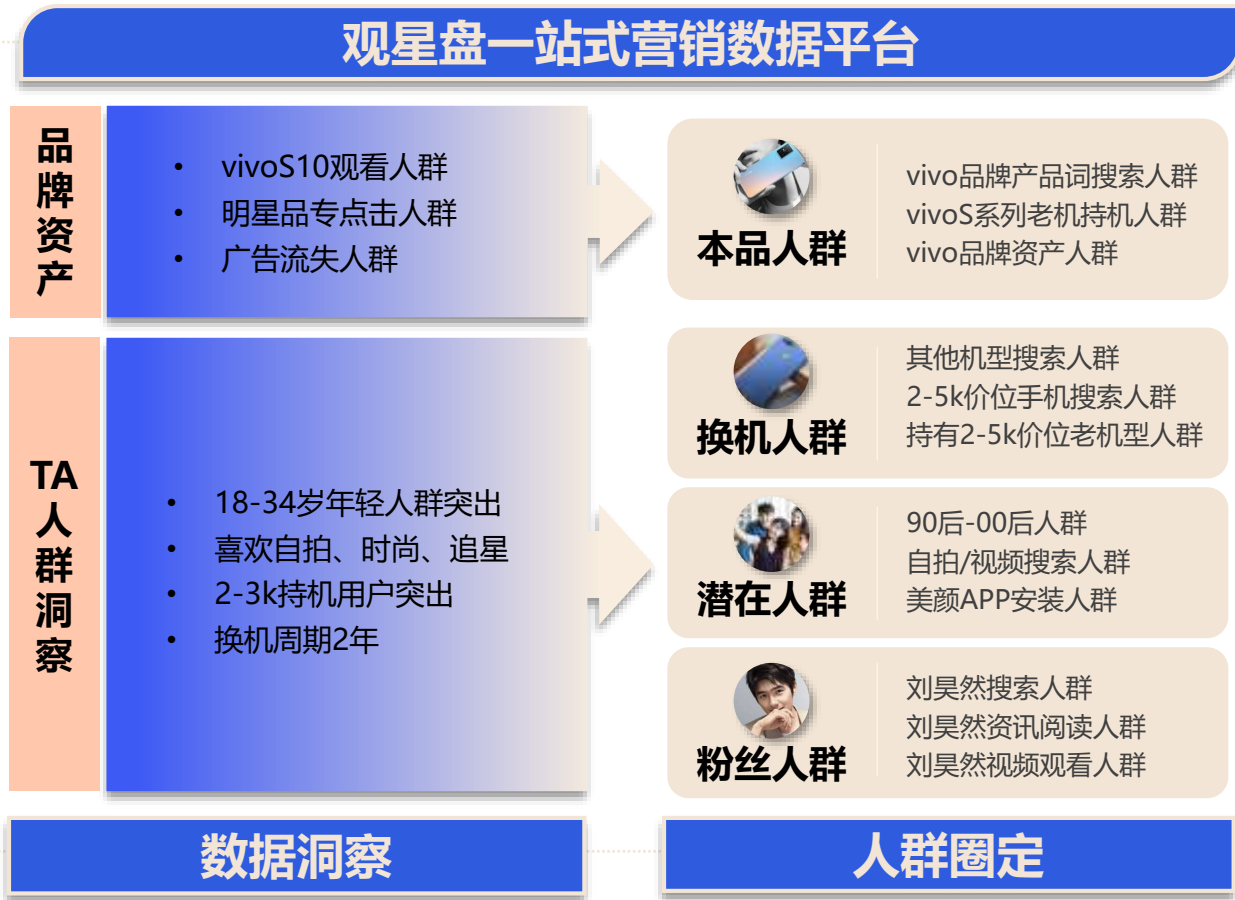 观星盘一站式营销数据平台
品牌资产
• vivoS10观看人群
• 明星品专点击人群
• 广告流失人群
本品人群
vivo品牌产品词搜索人群
vivoS系列老机持机人群
vivo品牌资产人群
TA人群洞察
• 18-34岁年轻人群突出
• 喜欢自拍、时尚、追星
• 2-3k持机用户突出
• 换机周期2年
换机人群
其他机型搜索人群
2-5k价位手机搜索人群
持有2-5k价位老机型人群
潜在人群
90后-00后人群
自拍/视频搜索人群
美颜APP安装人群
粉丝人群
刘昊然搜索人群
刘昊然资讯阅读人群
刘昊然视频观看人群
数据洞察
人群圈定